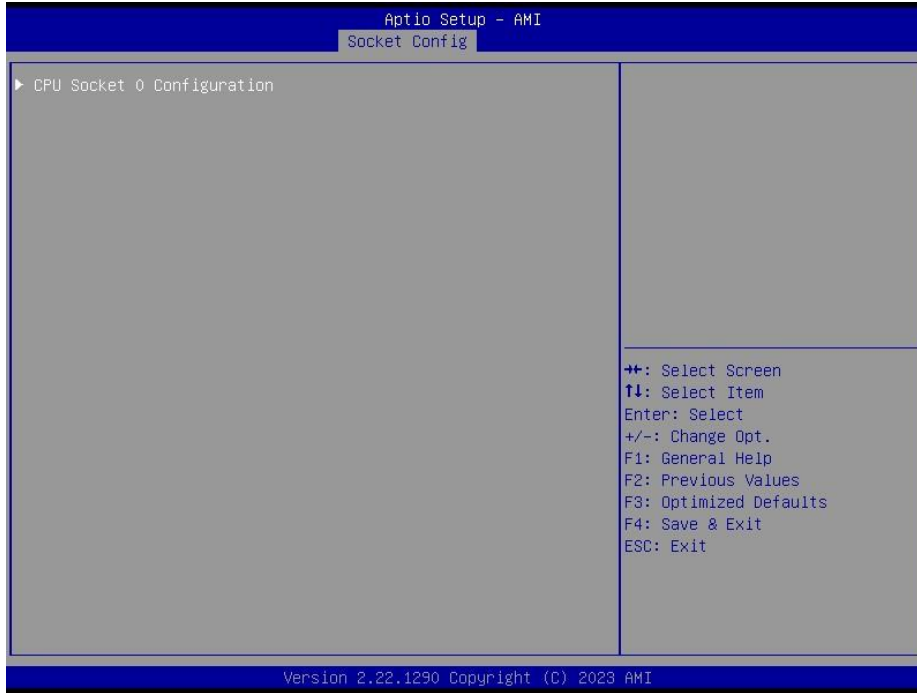 Aptio Setup - AMI
Socket Config
▶ CPU Socket 0 Configuration
→←: Select Screen
↑↓: Select Item
Enter: Select
+/-: Change Opt.
F1: General Help
F2: Previous Values
F3: Optimized Defaults
F4: Save & Exit
ESC: Exit
Version 2.22.1290 Copyright (C) 2023 AMI